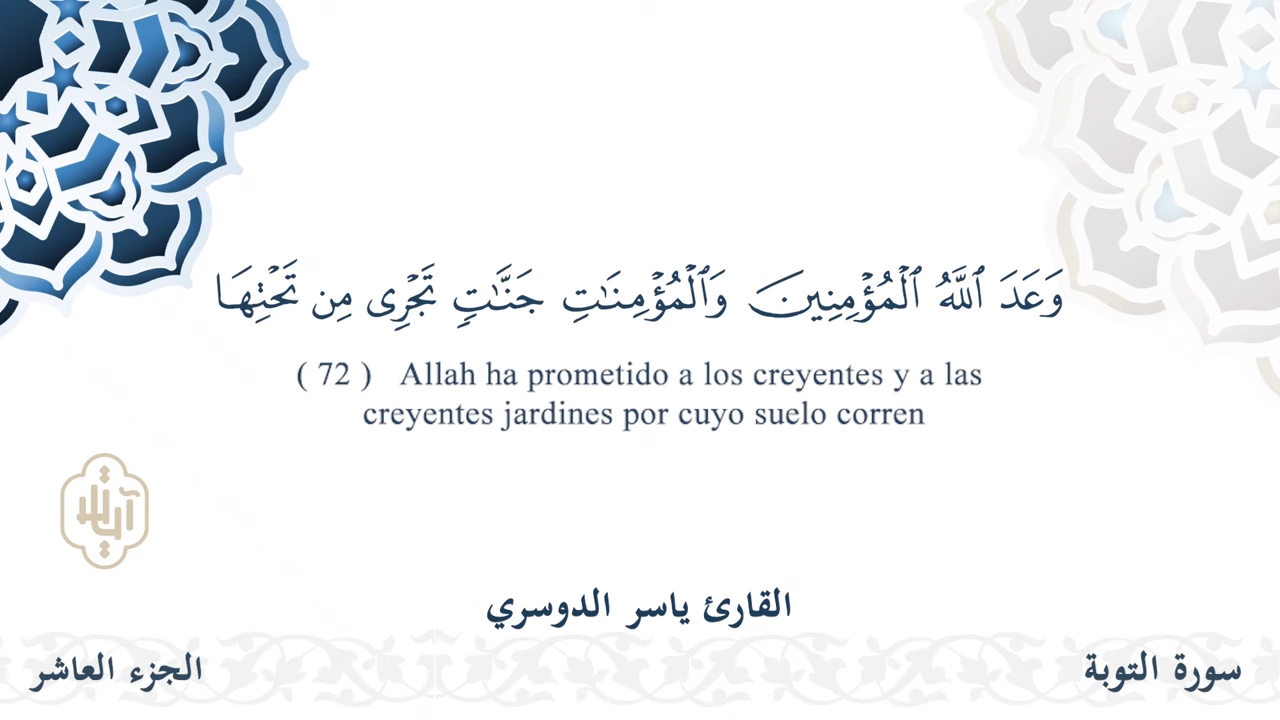 وَعَدَ ٱللَّهُ ٱلْمُؤْمِنِينَ وَٱلْمُؤْمِنَٰتِ جَنَّٰتٍ تَجْرِى مِن تَحْتِهَا
( 72 ) Allah ha prometido a los creyentes y a las
creyentes jardines por cuyo suelo corren
القارئ ياسر الدوسري
سورة التوبة
الجزء العاشر